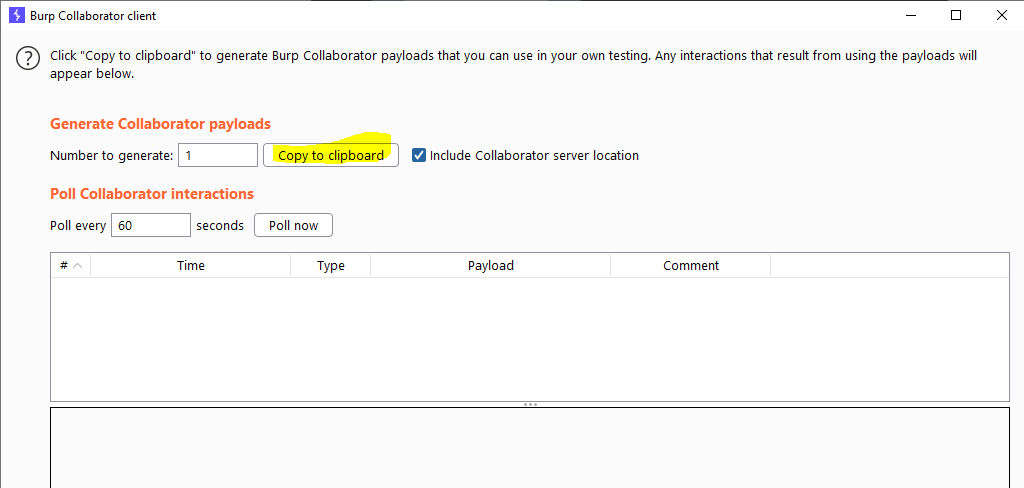 Burp Collaborator client
Click "Copy to clipboard" to generate Burp Collaborator payloads that you can use in your own testing. Any interactions that result from using the payloads will
appear below.
Generate Collaborator payloads
Number to generate: 1 Copy to clipboard Include Collaborator server location
Poll Collaborator interactions
Poll every 60 seconds Poll now
# Time Type Payload Comment